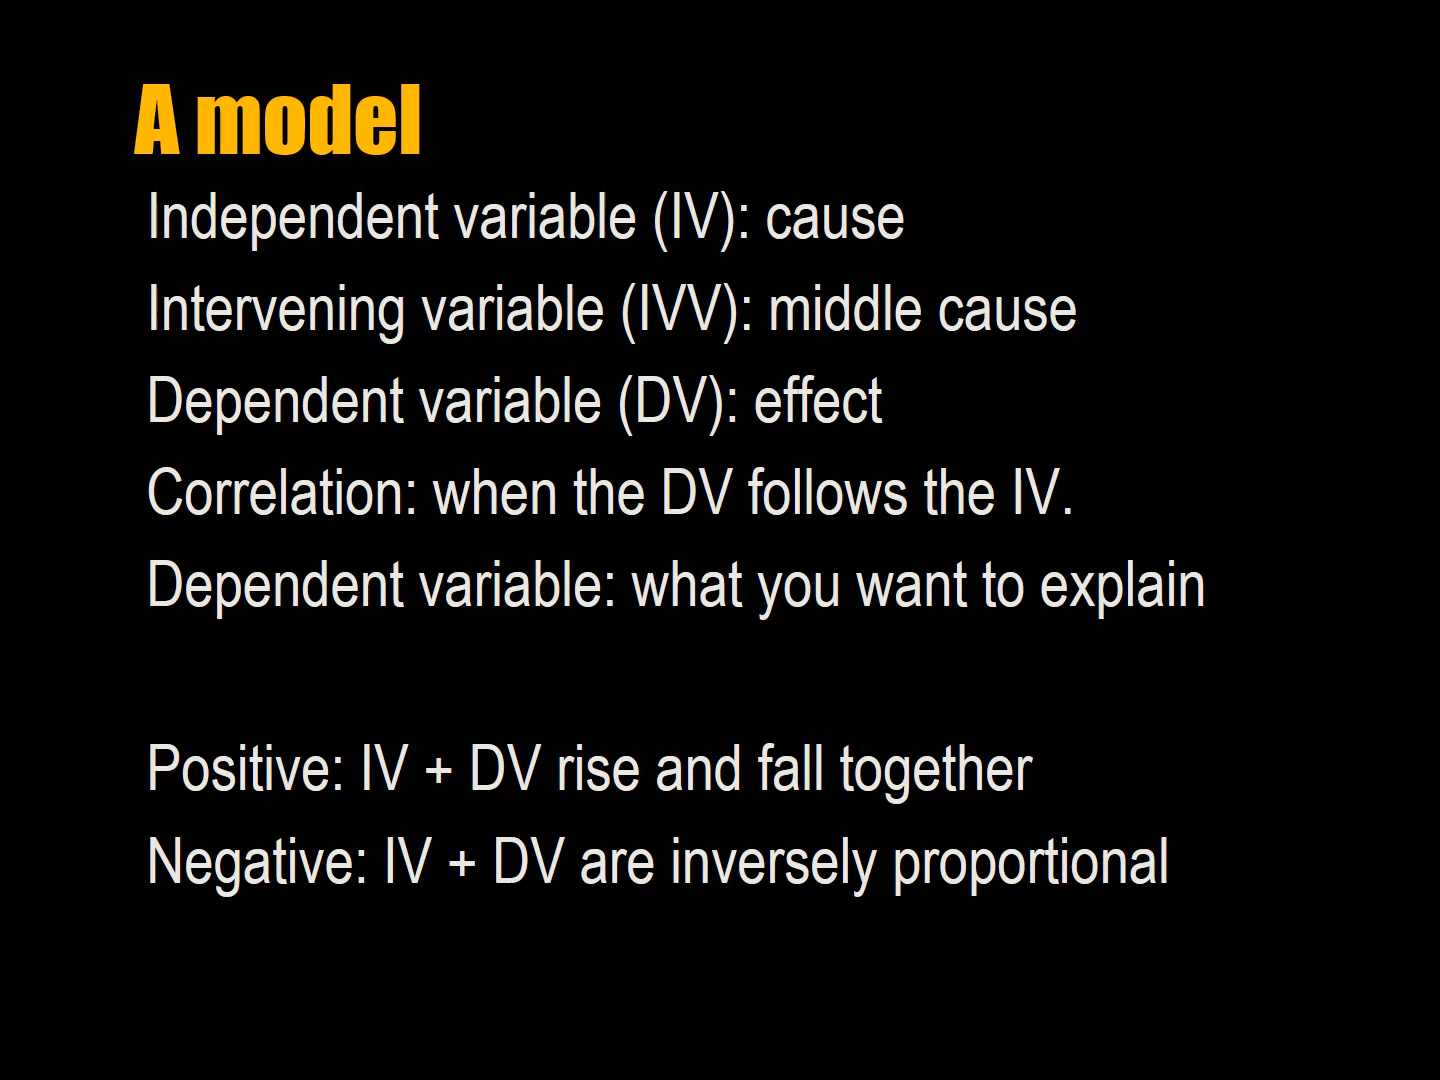 A model
Independent variable (IV): cause
Intervening variable (IVV): middle cause
Dependent variable (DV): effect
Correlation: when the DV follows the IV.
Dependent variable: what you want to explain
Positive: IV + DV rise and fall together
Negative: IV + DV are inversely proportional